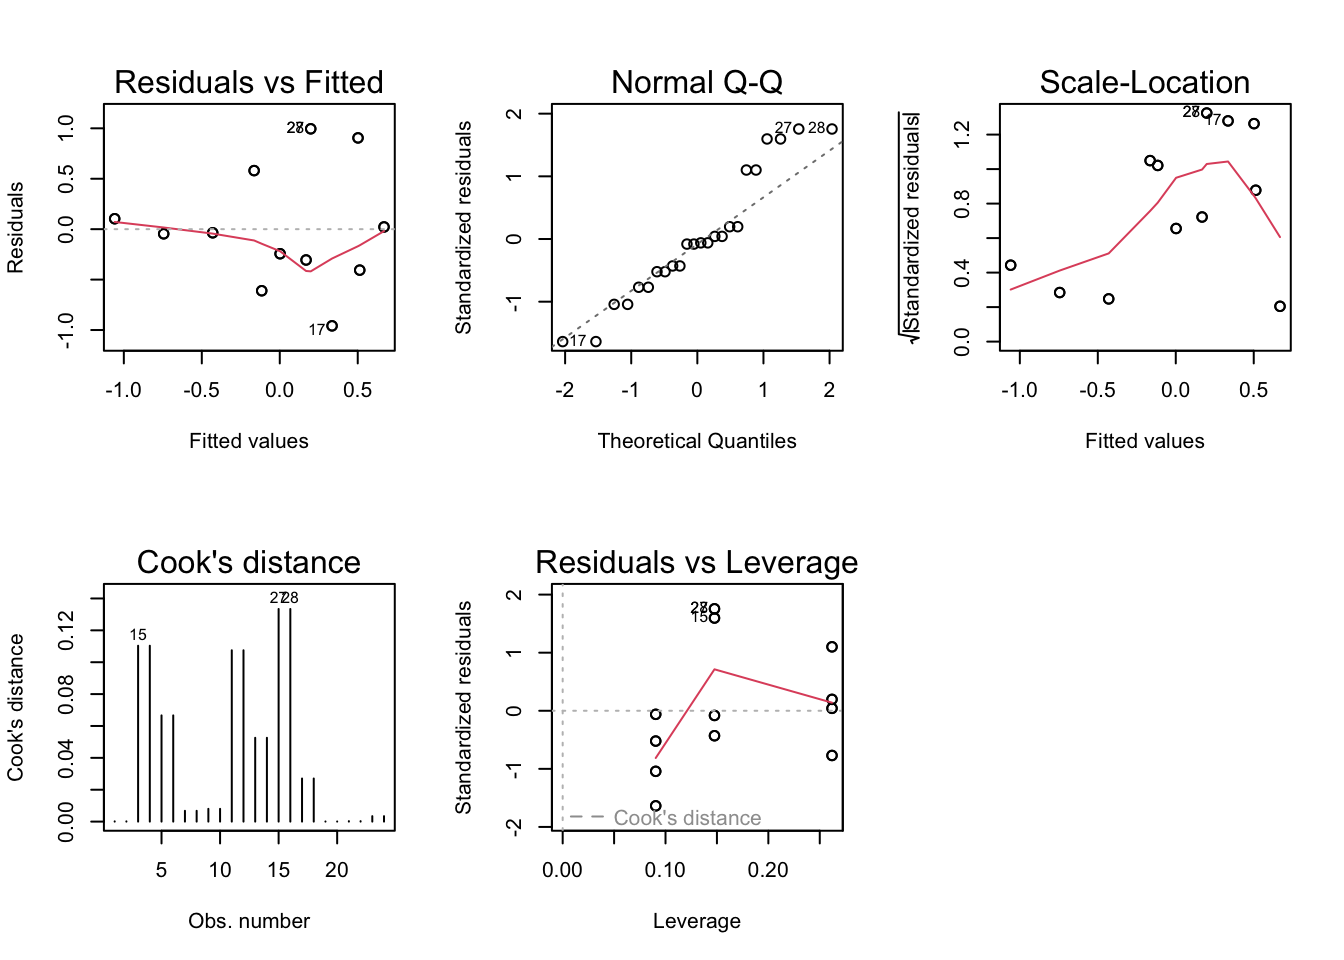 Residuals vs Fitted
Residuals
1.0
0.5
0.0
-1.0
28
17
-1.0 -0.5 0.0 0.5
Fitted values
Normal Q-Q
Standardized residuals
2
1
0
-1
27 28
17
-2 -1 0 1 2
Theoretical Quantiles
Scale-Location
√|Standardized residuals|
1.2
0.8
0.4
0.0
28
17
-1.0 -0.5 0.0 0.5
Fitted values
Cook's distance
Cook's distance
0.12
0.08
0.04
0.00
27 28
15
5 10 15 20
Obs. number
Residuals vs Leverage
Standardized residuals
2
1
0
-1
-2
28
15
Cook's distance
0.00 0.10 0.20
Leverage